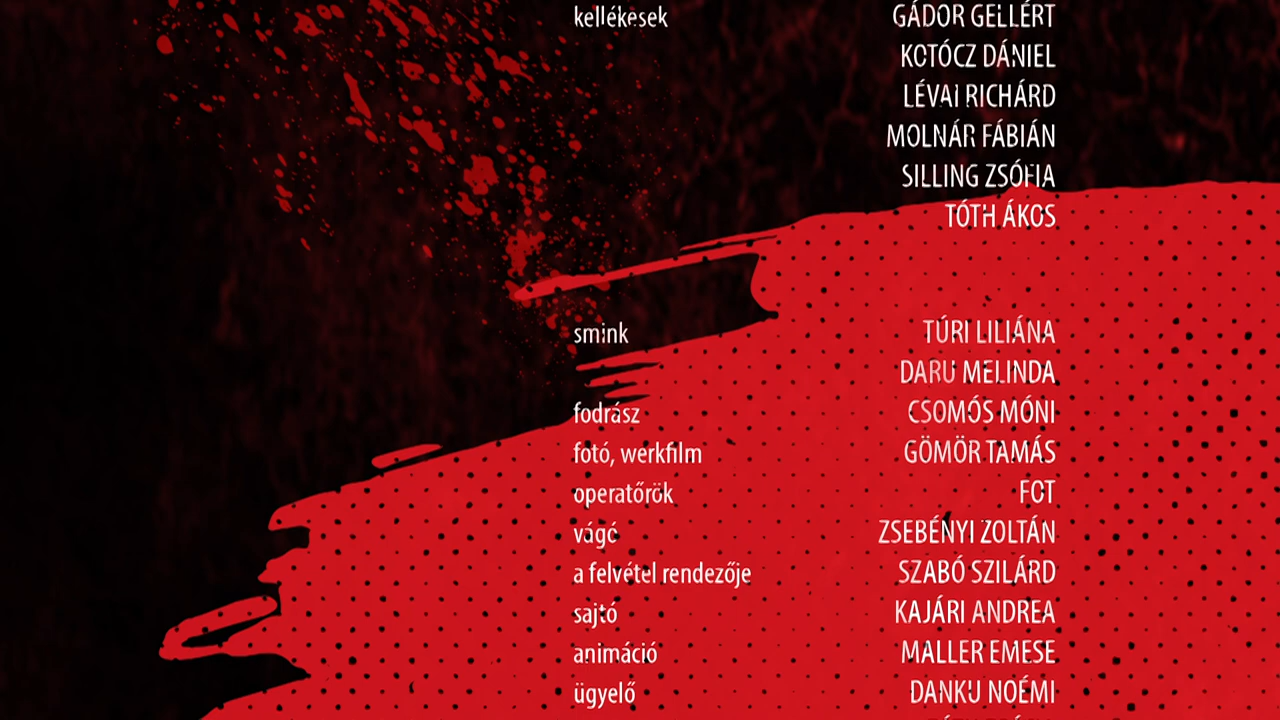 kellékesek GÁDOR GELLÉRT
KOTÓCZ DÁNIEL
LÉVAI RICHÁRD
MOLNÁR FÁBIÁN
SILLING ZSÓFIA
TÓTH ÁKOS
smink TÚRI LILIÁNA
DARU MELINDA
fodrász CSOMÓS MÓNI
fotó, werkfilm GÖMÖR TAMÁS
operatőrök FCT
vágó ZSEBÉNYI ZOLTÁN
a felvétel rendezője SZABÓ SZILÁRD
sajtó KAJÁRI ANDREA
animáció MALLER EMESE
ügyelő DANKU NOÉMI